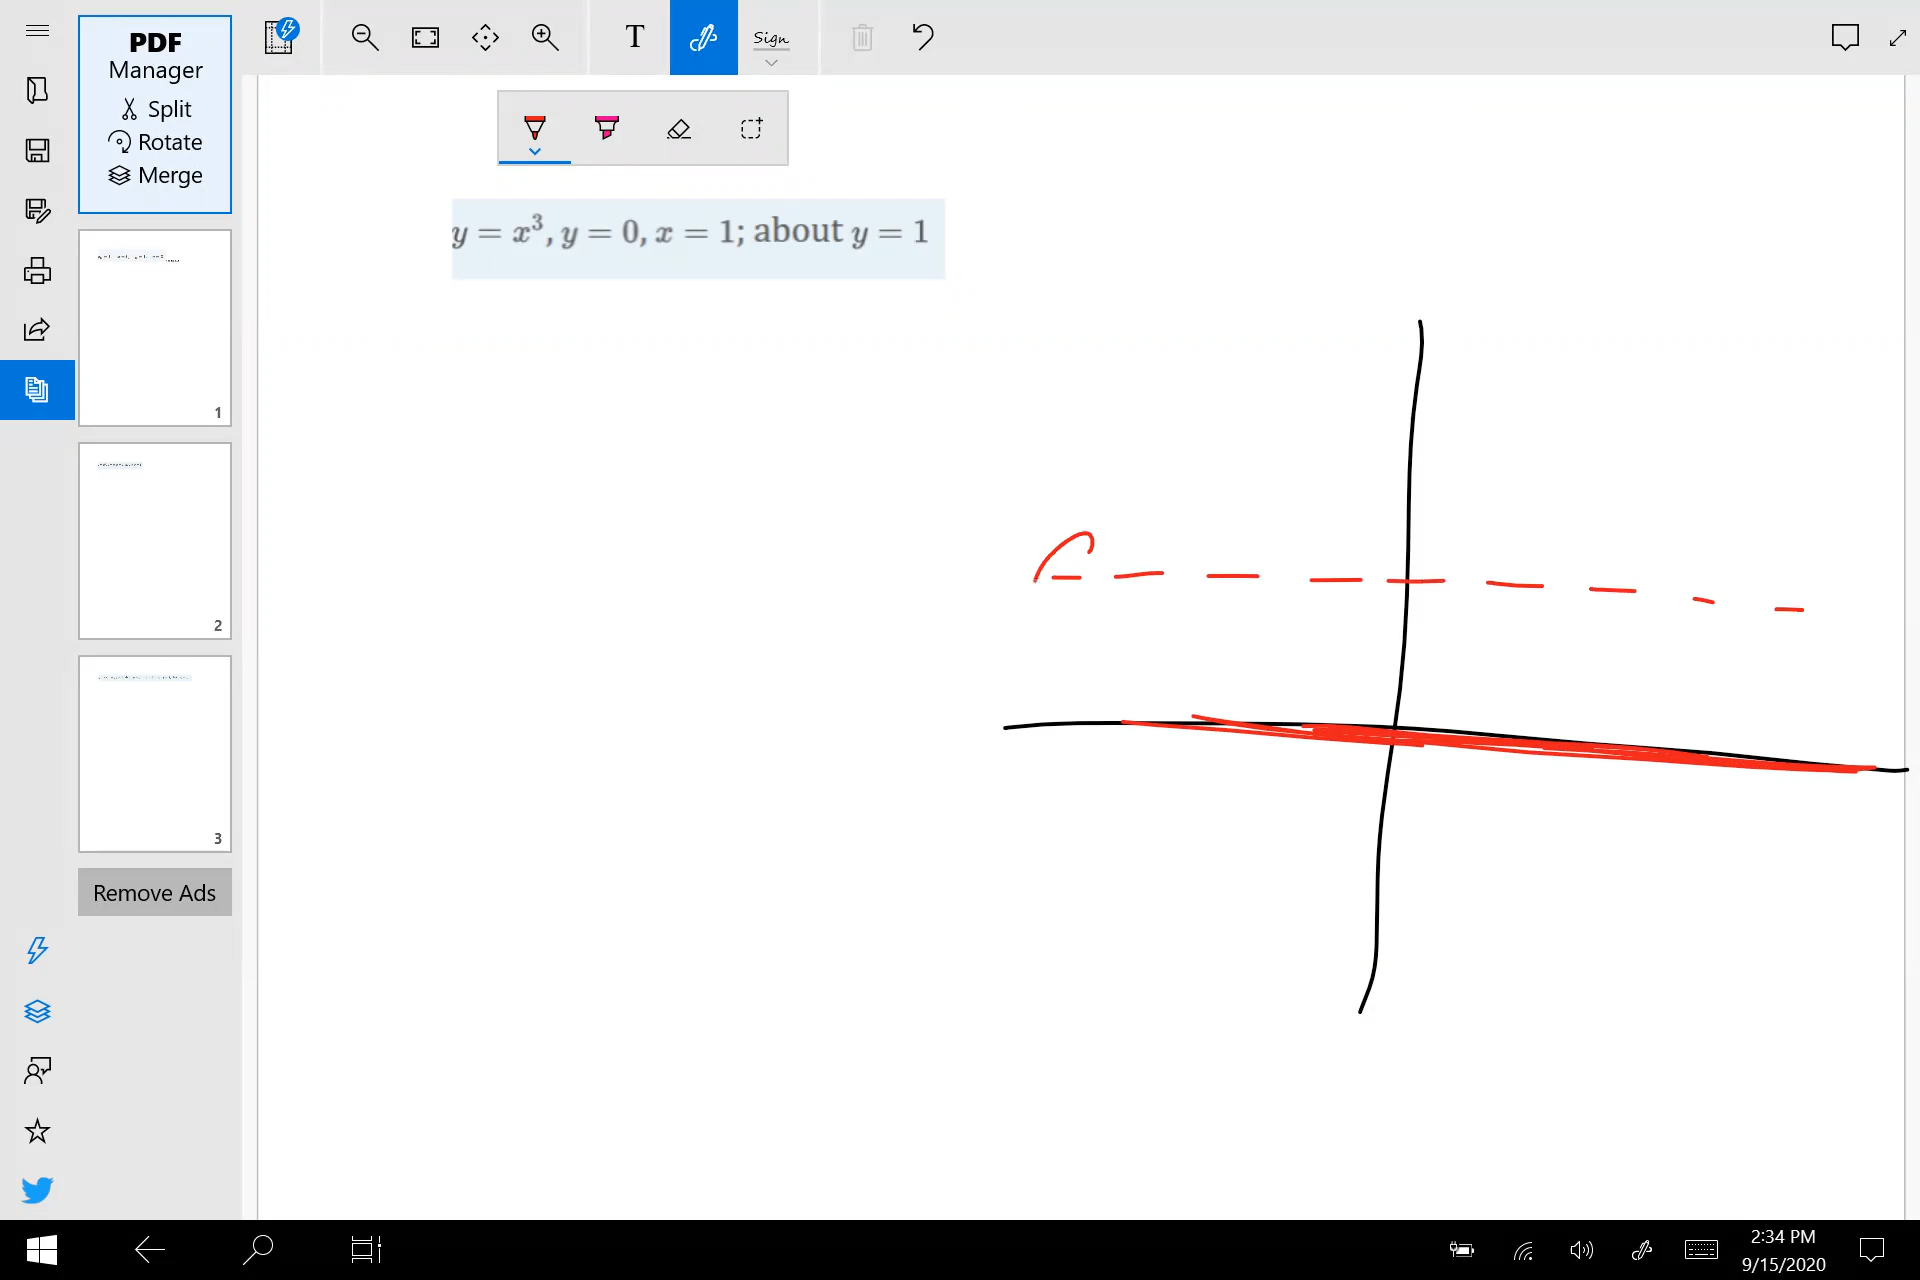 PDF
Manager
Split
Rotate
Merge
T
Sign
y = x³, y = 0, x = 1; about y = 1
1
2
3
Remove Ads
2:34 PM
9/15/2020